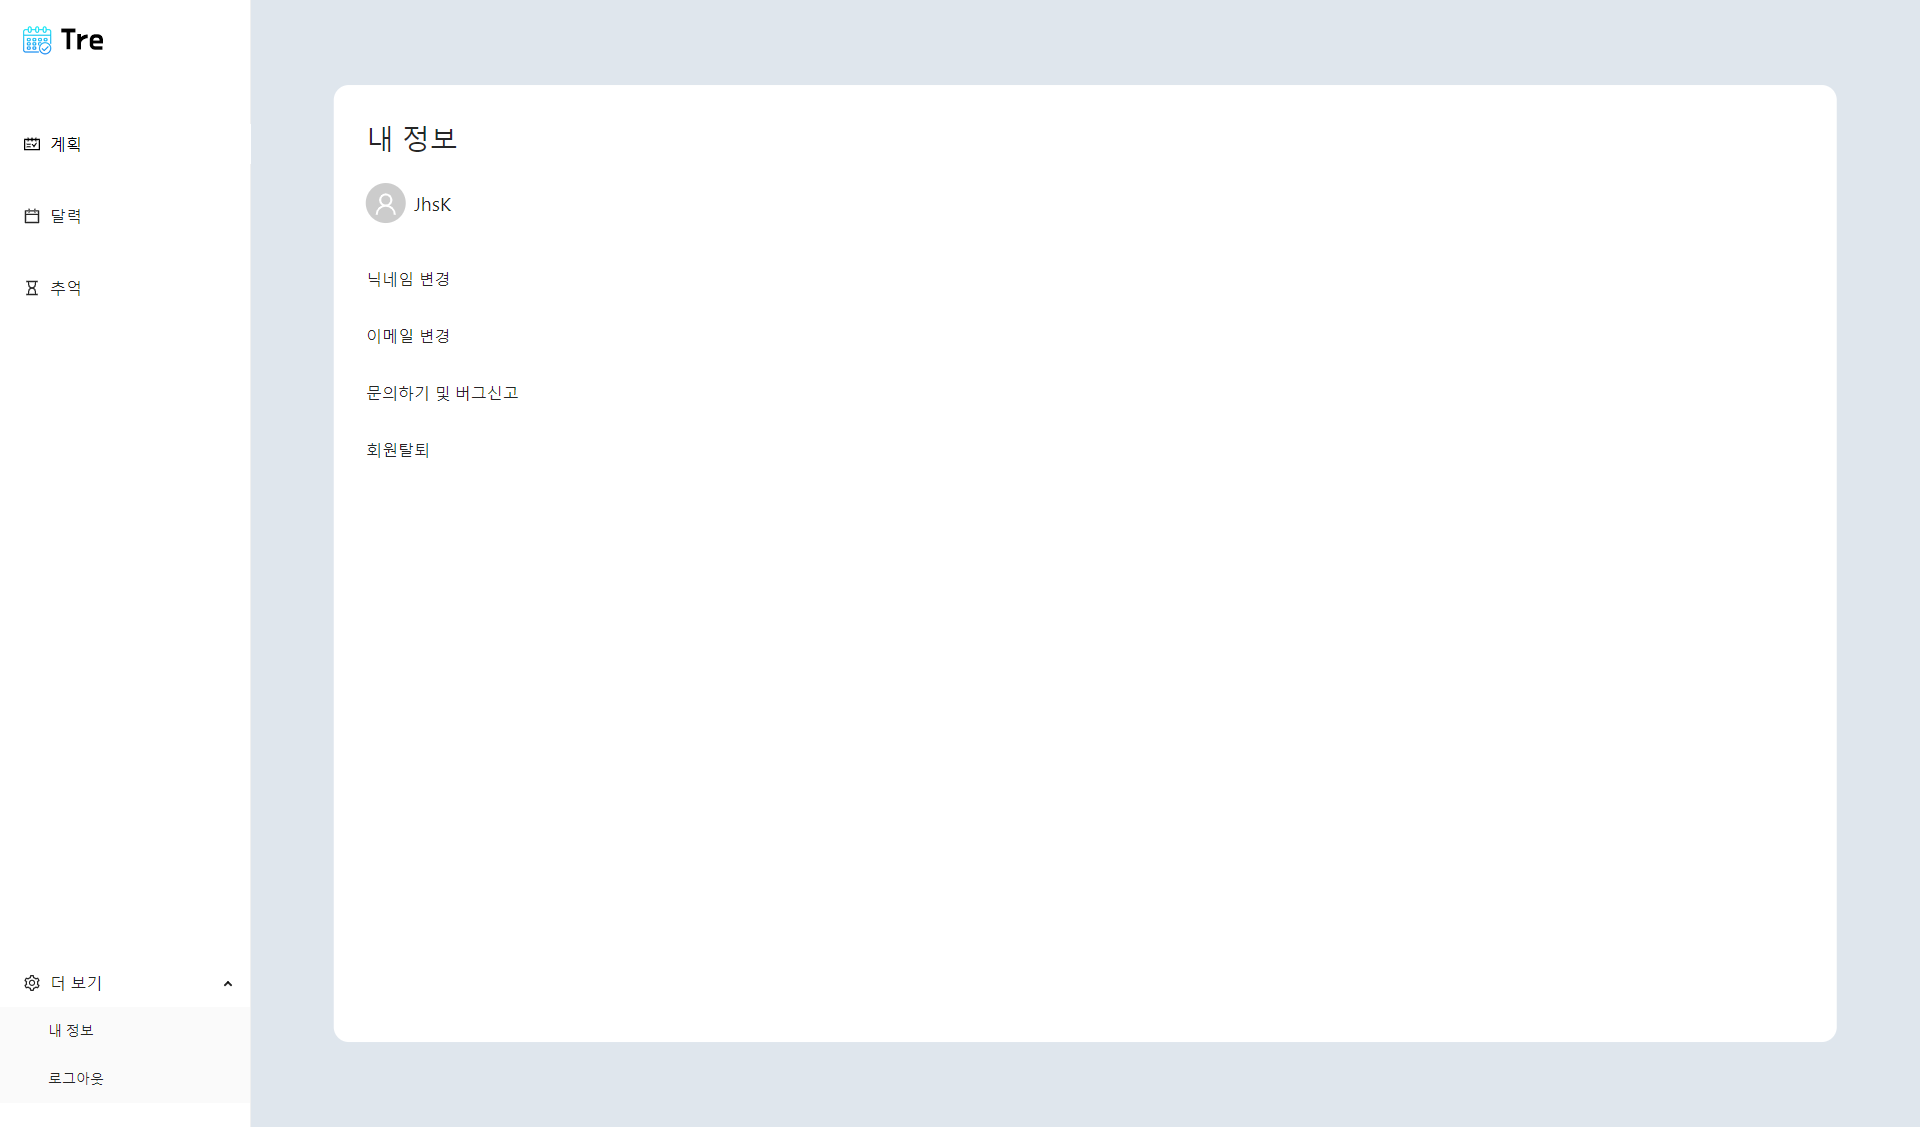 Tre
계획
달력
추억
더 보기
내 정보
로그아웃
내 정보
JhsK
닉네임 변경
이메일 변경
문의하기 및 버그신고
회원탈퇴